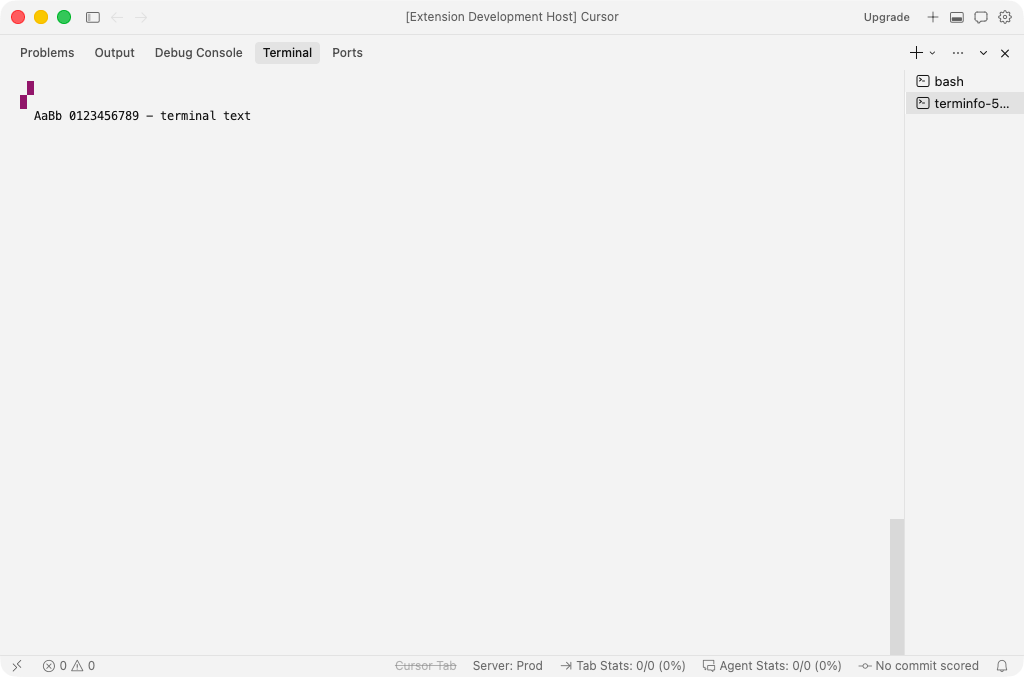 [Extension Development Host] Cursor
Upgrade
Problems Output Debug Console Terminal Ports
bash
terminfo-5...
AaBb 0123456789 – terminal text
0 0 Cursor Tab Server: Prod Tab Stats: 0/0 (0%) Agent Stats: 0/0 (0%) No commit scored